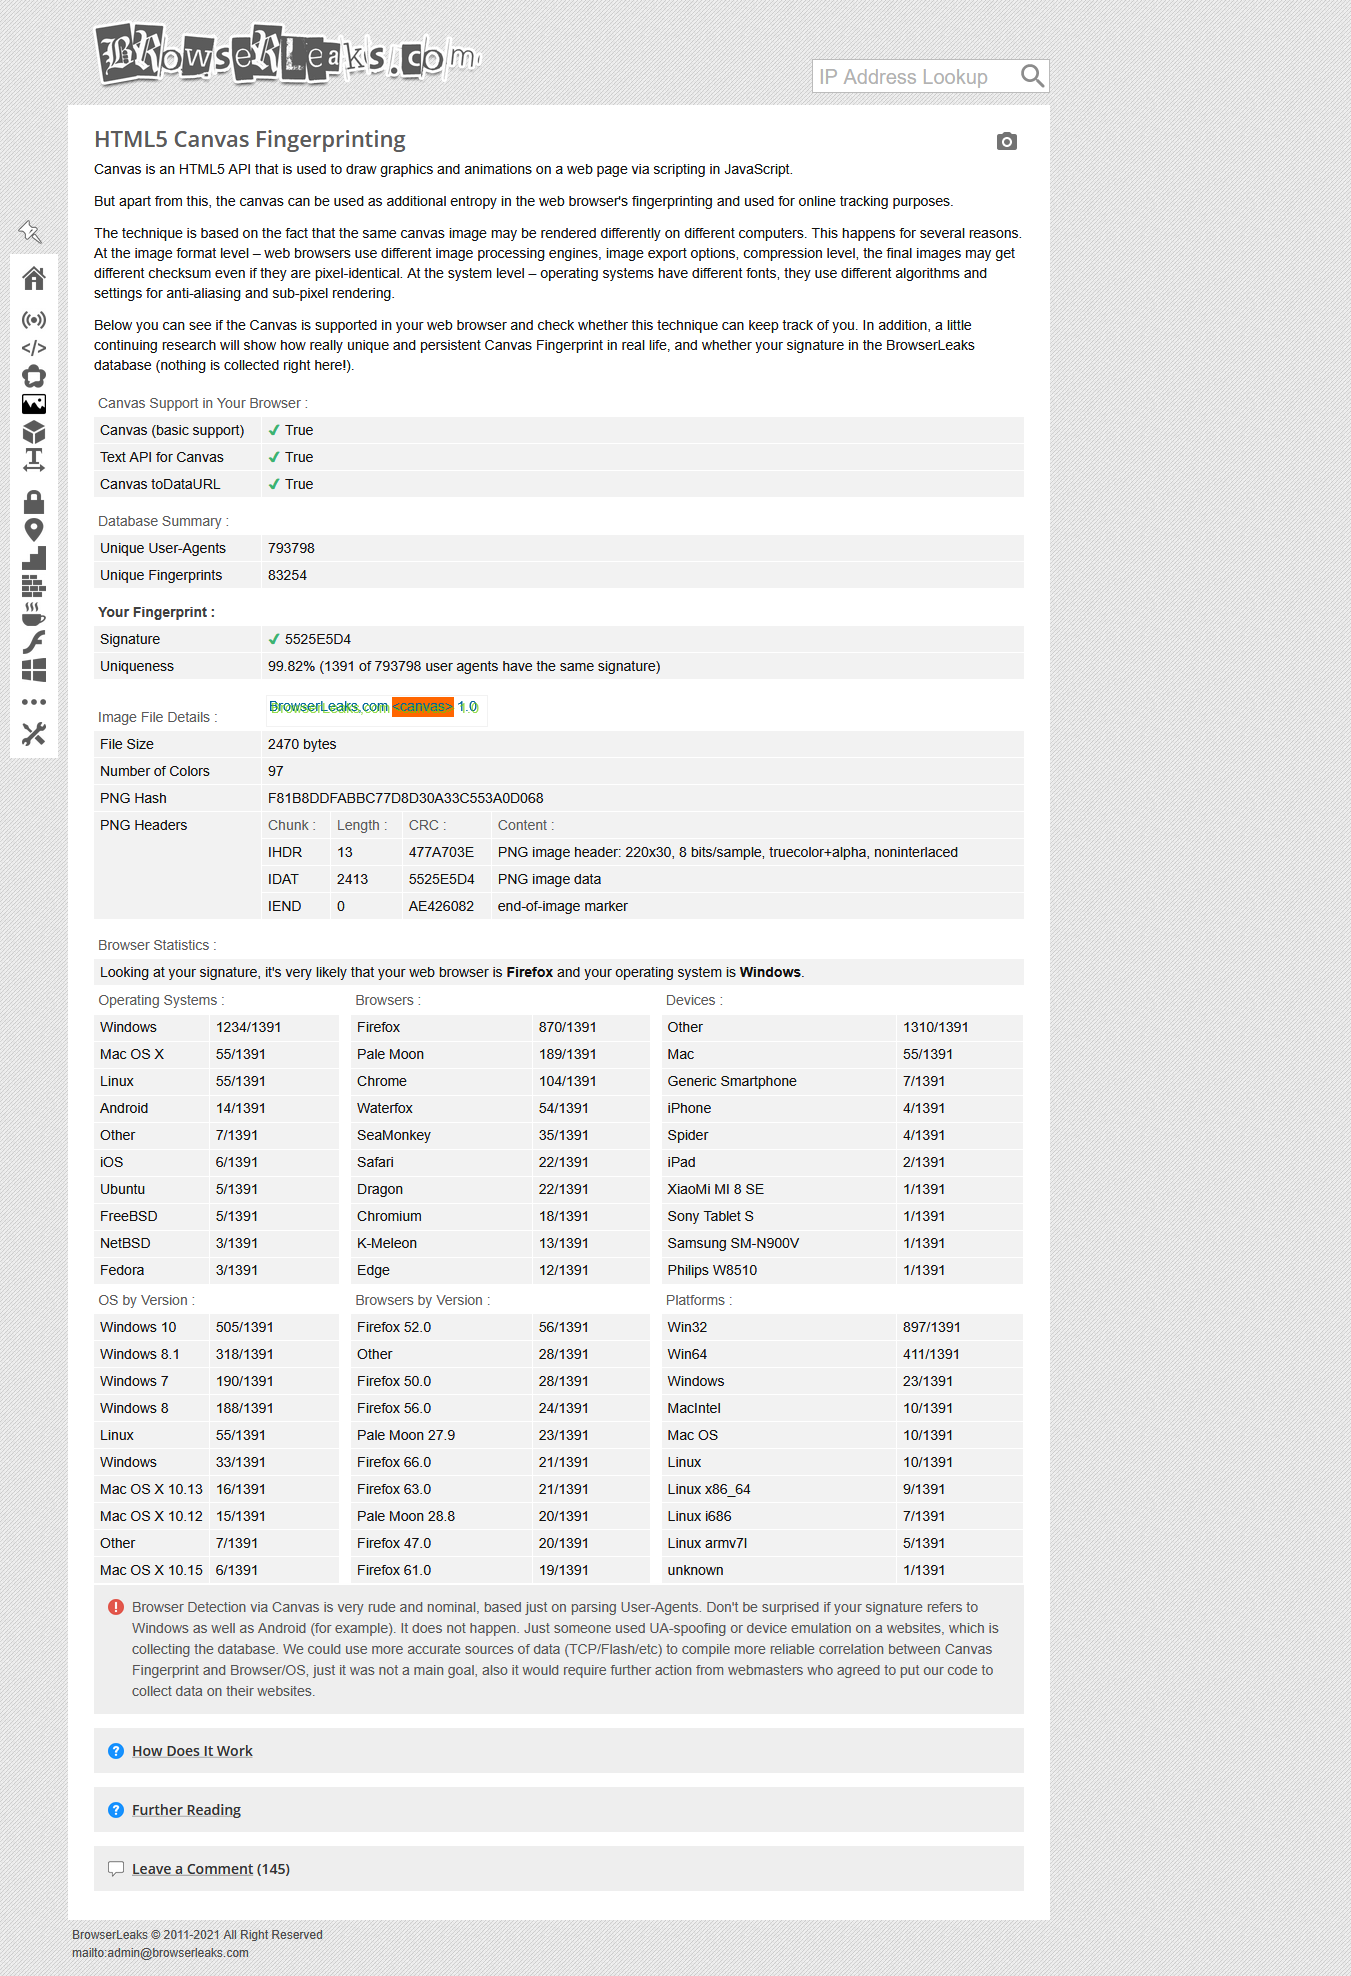 BrowserLeaks.com
IP Address Lookup
HTML5 Canvas Fingerprinting
Canvas is an HTML5 API that is used to draw graphics and animations on a web page via scripting in JavaScript.
But apart from this, the canvas can be used as additional entropy in the web browser's fingerprinting and used for online tracking purposes.
The technique is based on the fact that the same canvas image may be rendered differently on different computers. This happens for several reasons.
At the image format level – web browsers use different image processing engines, image export options, compression level, the final images may get
different checksum even if they are pixel-identical. At the system level – operating systems have different fonts, they use different algorithms and
settings for anti-aliasing and sub-pixel rendering.
Below you can see if the Canvas is supported in your web browser and check whether this technique can keep track of you. In addition, a little
continuing research will show how really unique and persistent Canvas Fingerprint in real life, and whether your signature in the BrowserLeaks
database (nothing is collected right here!).
Canvas Support in Your Browser :
Canvas (basic support) ✔ True
Text API for Canvas ✔ True
Canvas toDataURL ✔ True
Database Summary :
Unique User-Agents 793798
Unique Fingerprints 83254
Your Fingerprint :
Signature ✔ 5525E5D4
Uniqueness 99.82% (1391 of 793798 user agents have the same signature)
Image File Details : BrowserLeaks.com <canvas> 1.0
File Size 2470 bytes
Number of Colors 97
PNG Hash F81B8DDFABBC77D8D30A33C553A0D068
PNG Headers Chunk : Length : CRC : Content :
IHDR 13 477A703E PNG image header: 220x30, 8 bits/sample, truecolor+alpha, noninterlaced
IDAT 2413 5525E5D4 PNG image data
IEND 0 AE426082 end-of-image marker
Browser Statistics :
Looking at your signature, it's very likely that your web browser is Firefox and your operating system is Windows.
Operating Systems : Browsers : Devices :
Windows 1234/1391 Firefox 870/1391 Other 1310/1391
Mac OS X 55/1391 Pale Moon 189/1391 Mac 55/1391
Linux 55/1391 Chrome 104/1391 Generic Smartphone 7/1391
Android 14/1391 Waterfox 54/1391 iPhone 4/1391
Other 7/1391 SeaMonkey 35/1391 Spider 4/1391
iOS 6/1391 Safari 22/1391 iPad 2/1391
Ubuntu 5/1391 Dragon 22/1391 XiaoMi MI 8 SE 1/1391
FreeBSD 5/1391 Chromium 18/1391 Sony Tablet S 1/1391
NetBSD 3/1391 K-Meleon 13/1391 Samsung SM-N900V 1/1391
Fedora 3/1391 Edge 12/1391 Philips W8510 1/1391
OS by Version : Browsers by Version : Platforms :
Windows 10 505/1391 Firefox 52.0 56/1391 Win32 897/1391
Windows 8.1 318/1391 Other 28/1391 Win64 411/1391
Windows 7 190/1391 Firefox 50.0 28/1391 Windows 23/1391
Windows 8 188/1391 Firefox 56.0 24/1391 MacIntel 10/1391
Linux 55/1391 Pale Moon 27.9 23/1391 Mac OS 10/1391
Windows 33/1391 Firefox 66.0 21/1391 Linux 10/1391
Mac OS X 10.13 16/1391 Firefox 63.0 21/1391 Linux x86_64 9/1391
Mac OS X 10.12 15/1391 Pale Moon 28.8 20/1391 Linux i686 7/1391
Other 7/1391 Firefox 47.0 20/1391 Linux armv7l 5/1391
Mac OS X 10.15 6/1391 Firefox 61.0 19/1391 unknown 1/1391
Browser Detection via Canvas is very rude and nominal, based just on parsing User-Agents. Don't be surprised if your signature refers to
Windows as well as Android (for example). It does not happen. Just someone used UA-spoofing or device emulation on a websites, which is
collecting the database. We could use more accurate sources of data (TCP/Flash/etc) to compile more reliable correlation between Canvas
Fingerprint and Browser/OS, just it was not a main goal, also it would require further action from webmasters who agreed to put our code to
collect data on their websites.
How Does It Work
Further Reading
Leave a Comment (145)
BrowserLeaks © 2011-2021 All Right Reserved
mailto:admin@browserleaks.com